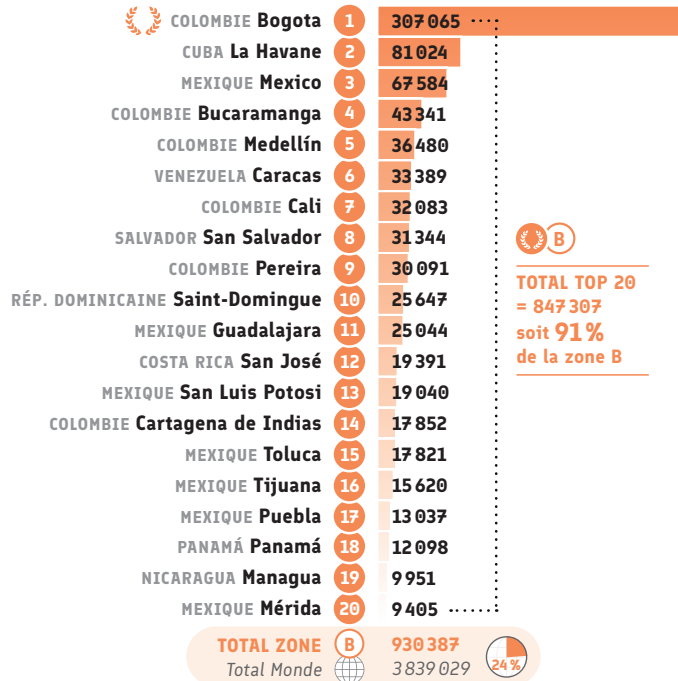 COLOMBIE Bogota 1 307 065
CUBA La Havane 2 81 024
MEXIQUE Mexico 3 67 584
COLOMBIE Bucaramanga 4 43 341
COLOMBIE Medellín 5 36 480
VENEZUELA Caracas 6 33 389
COLOMBIE Cali 7 32 083
SALVADOR San Salvador 8 31 344
COLOMBIE Pereira 9 30 091
RÉP. DOMINICAINE Saint-Domingue 10 25 647
MEXIQUE Guadalajara 11 25 044
COSTA RICA San José 12 19 391
MEXIQUE San Luis Potosi 13 19 040
COLOMBIE Cartagena de Indias 14 17 852
MEXIQUE Toluca 15 17 821
MEXIQUE Tijuana 16 15 620
MEXIQUE Puebla 17 13 037
PANAMÁ Panamá 18 12 098
NICARAGUA Managua 19 9 951
MEXIQUE Mérida 20 9 405
B
TOTAL TOP 20
= 847 307
soit 91%
de la zone B
TOTAL ZONE B 930 387
Total Monde 3 839 029
24 %